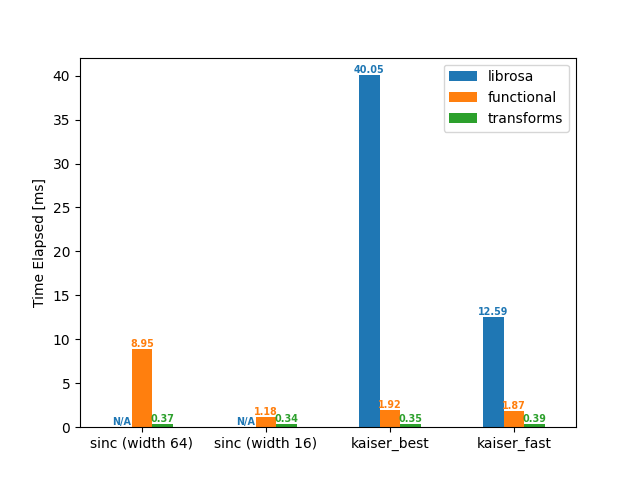 40
35
30
25
20
15
10
5
0
Time Elapsed [ms]
librosa
functional
transforms
N/A 8.95 0.37
N/A 1.18 0.34
40.05 1.92 0.35
12.59 1.87 0.39
sinc (width 64) sinc (width 16) kaiser_best kaiser_fast